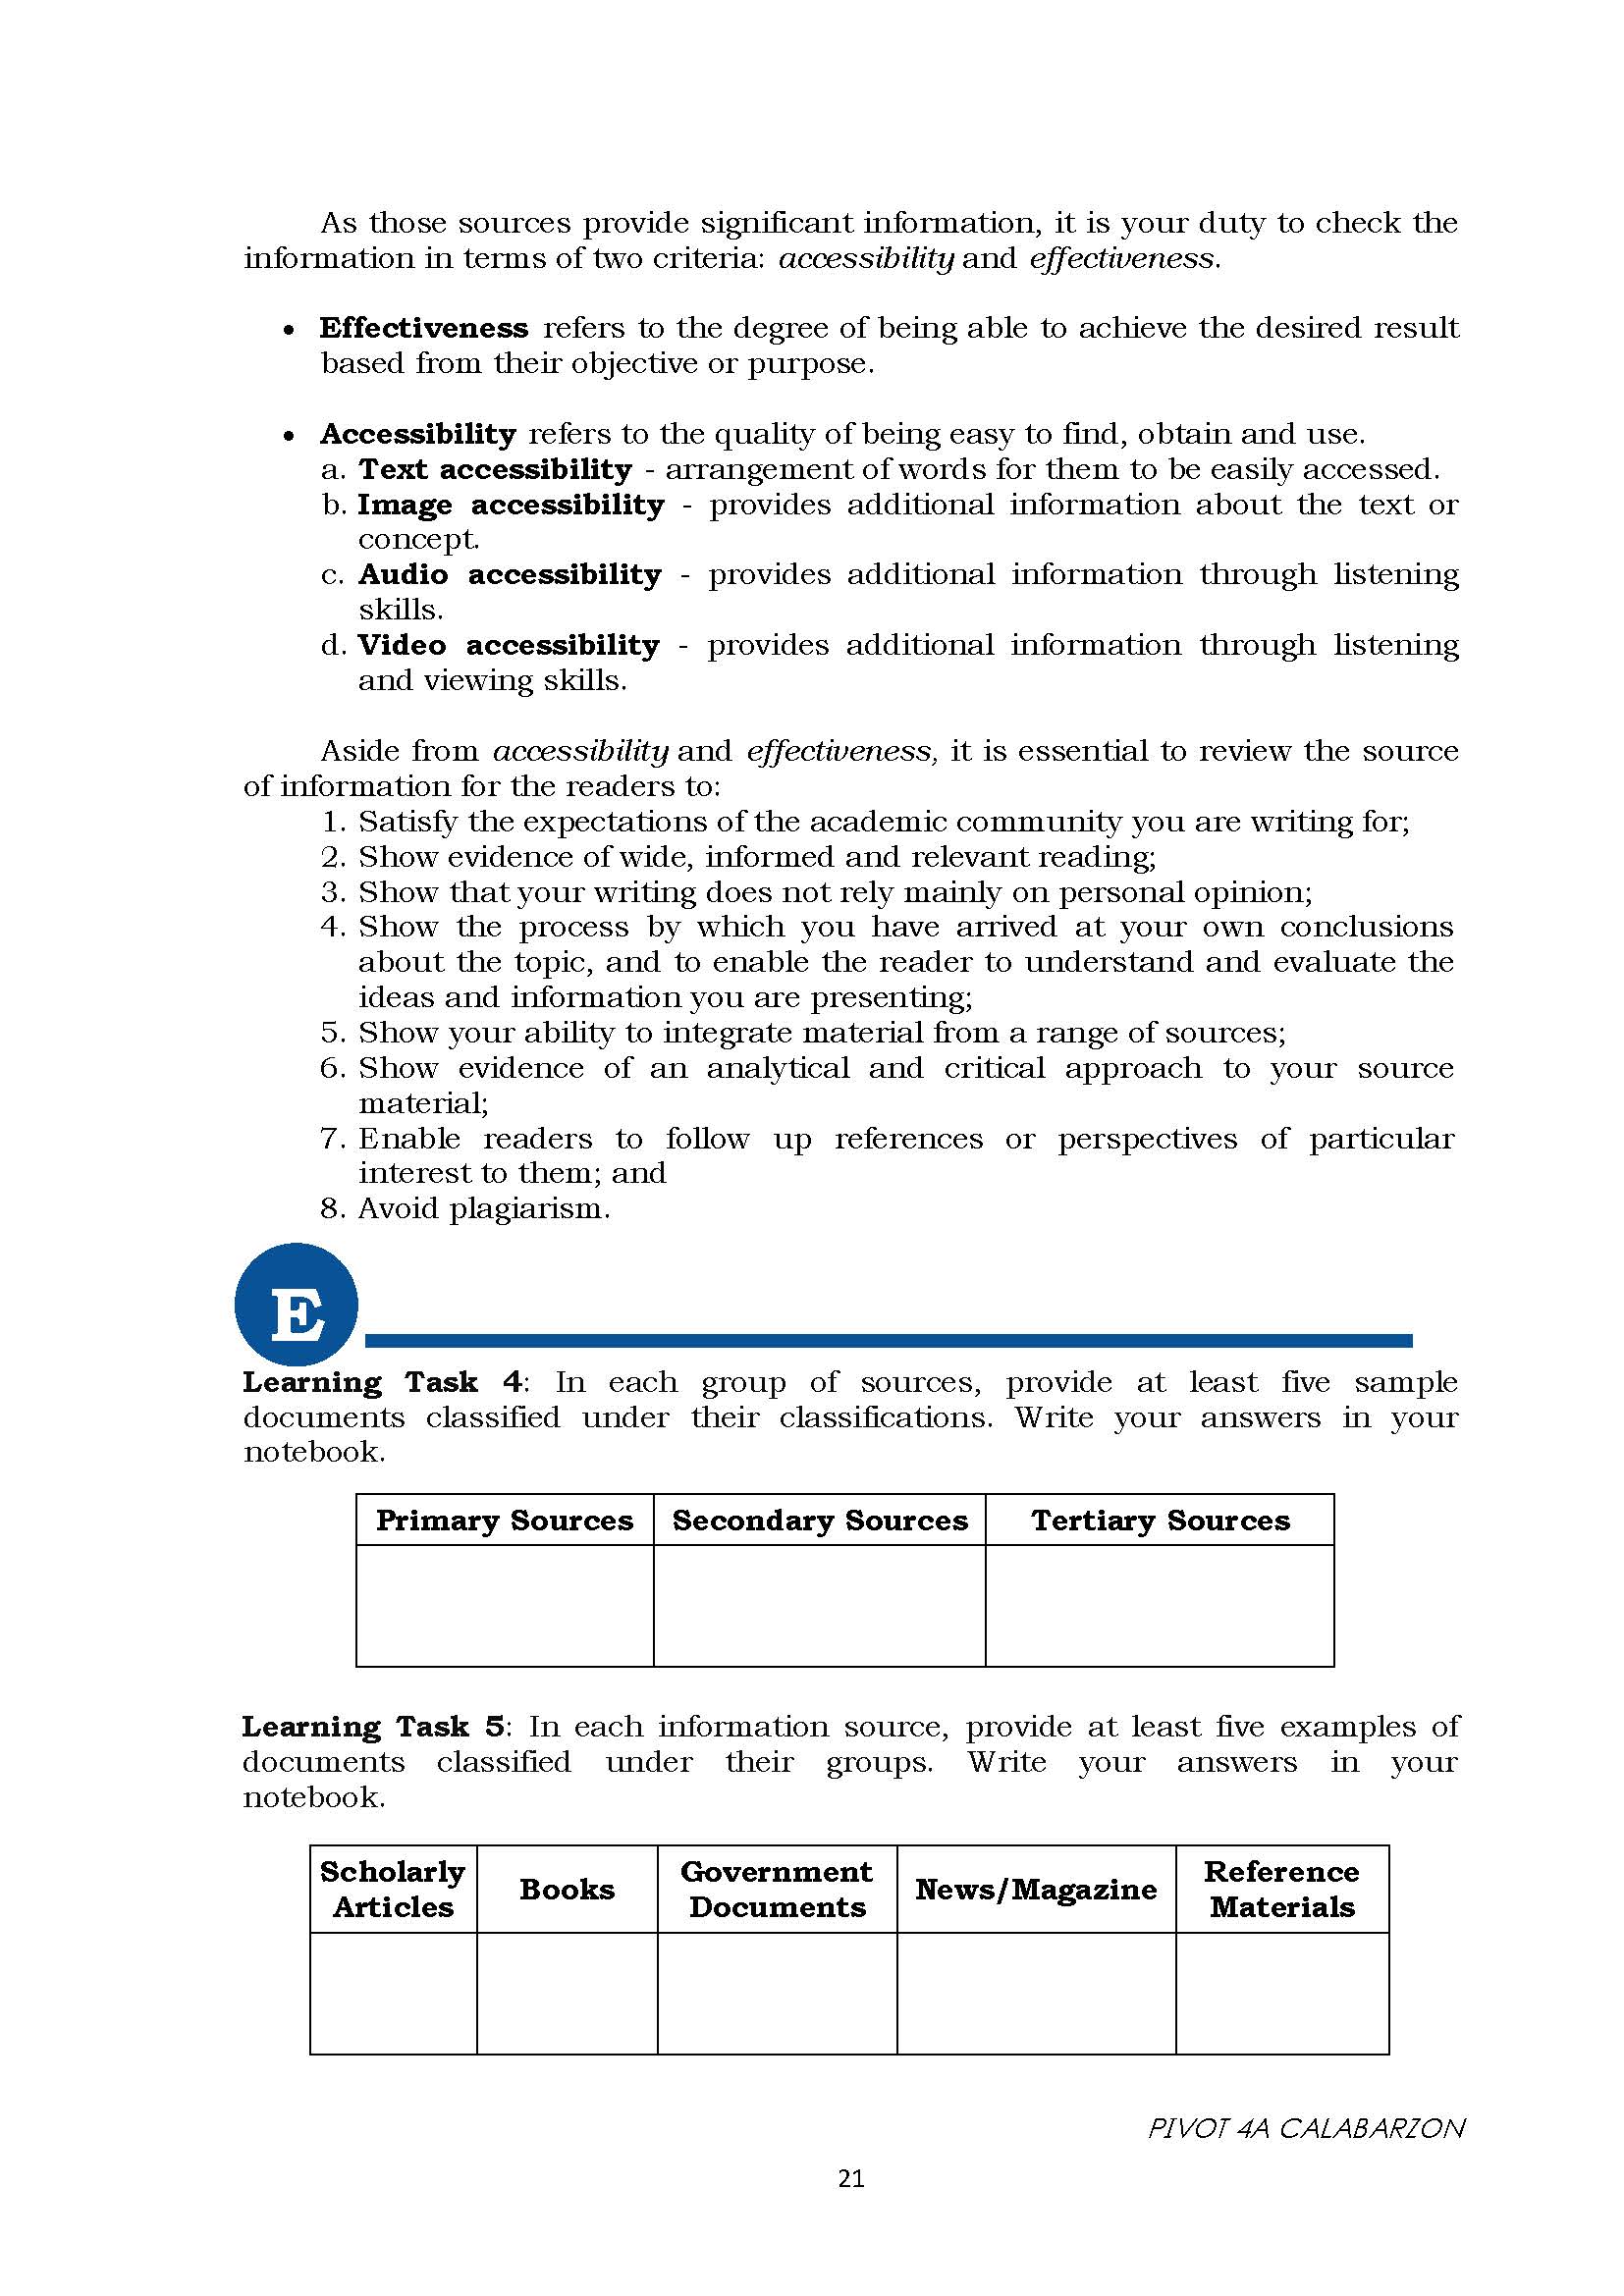 As those sources provide significant information, it is your duty to check the
information in terms of two criteria: accessibility and effectiveness.
• Effectiveness refers to the degree of being able to achieve the desired result
based from their objective or purpose.
• Accessibility refers to the quality of being easy to find, obtain and use.
a. Text accessibility - arrangement of words for them to be easily accessed.
b. Image accessibility - provides additional information about the text or
concept.
c. Audio accessibility - provides additional information through listening
skills.
d. Video accessibility - provides additional information through listening
and viewing skills.
Aside from accessibility and effectiveness, it is essential to review the source
of information for the readers to:
1. Satisfy the expectations of the academic community you are writing for;
2. Show evidence of wide, informed and relevant reading;
3. Show that your writing does not rely mainly on personal opinion;
4. Show the process by which you have arrived at your own conclusions
about the topic, and to enable the reader to understand and evaluate the
ideas and information you are presenting;
5. Show your ability to integrate material from a range of sources;
6. Show evidence of an analytical and critical approach to your source
material;
7. Enable readers to follow up references or perspectives of particular
interest to them; and
8. Avoid plagiarism.
E
Learning Task 4: In each group of sources, provide at least five sample
documents classified under their classifications. Write your answers in your
notebook.
Primary Sources Secondary Sources Tertiary Sources
Learning Task 5: In each information source, provide at least five examples of
documents classified under their groups. Write your answers in your
notebook.
Scholarly Articles Books Government Documents News/Magazine Reference Materials
PIVOT 4A CALABARZON
21